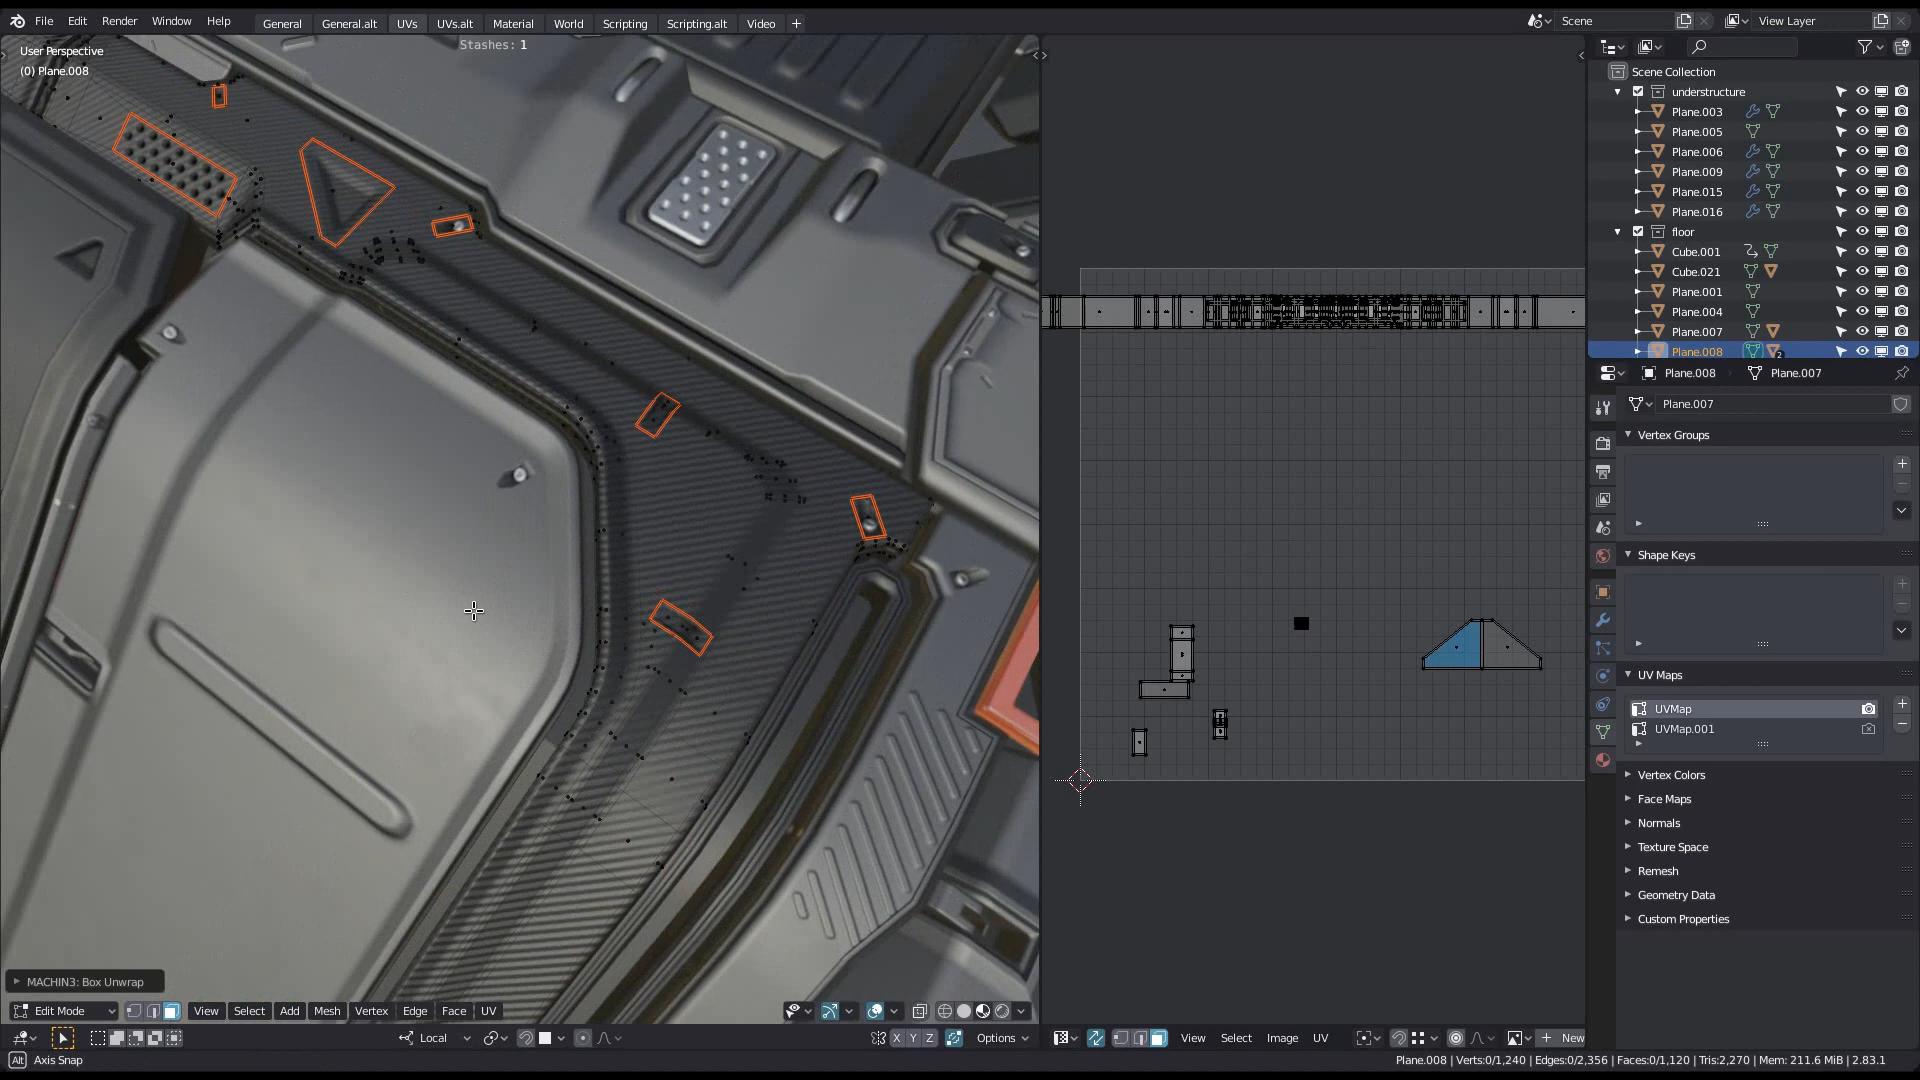 File Edit Render Window Help
General General.alt UVs UVs.alt Material World Scripting Scripting.alt Video +
Scene
View Layer
User Perspective
(0) Plane.008
Stashes: 1
MACHIN3: Box Unwrap
Edit Mode View Select Add Mesh Vertex Edge Face UV
Local X Y Z Options
View Select Image UV + New
Scene Collection
understructure
Plane.003
Plane.005
Plane.006
Plane.009
Plane.015
Plane.016
floor
Cube.001
Cube.021
Plane.001
Plane.004
Plane.007
Plane.008 2
Plane.008 Plane.007
Plane.007
Vertex Groups
Shape Keys
UV Maps
UVMap
UVMap.001
Vertex Colors
Face Maps
Normals
Texture Space
Remesh
Geometry Data
Custom Properties
Alt Axis Snap
Plane.008 | Verts:0/1,240 | Edges:0/2,356 | Faces:0/1,120 | Tris:2,270 | Mem: 211.6 MiB | 2.83.1